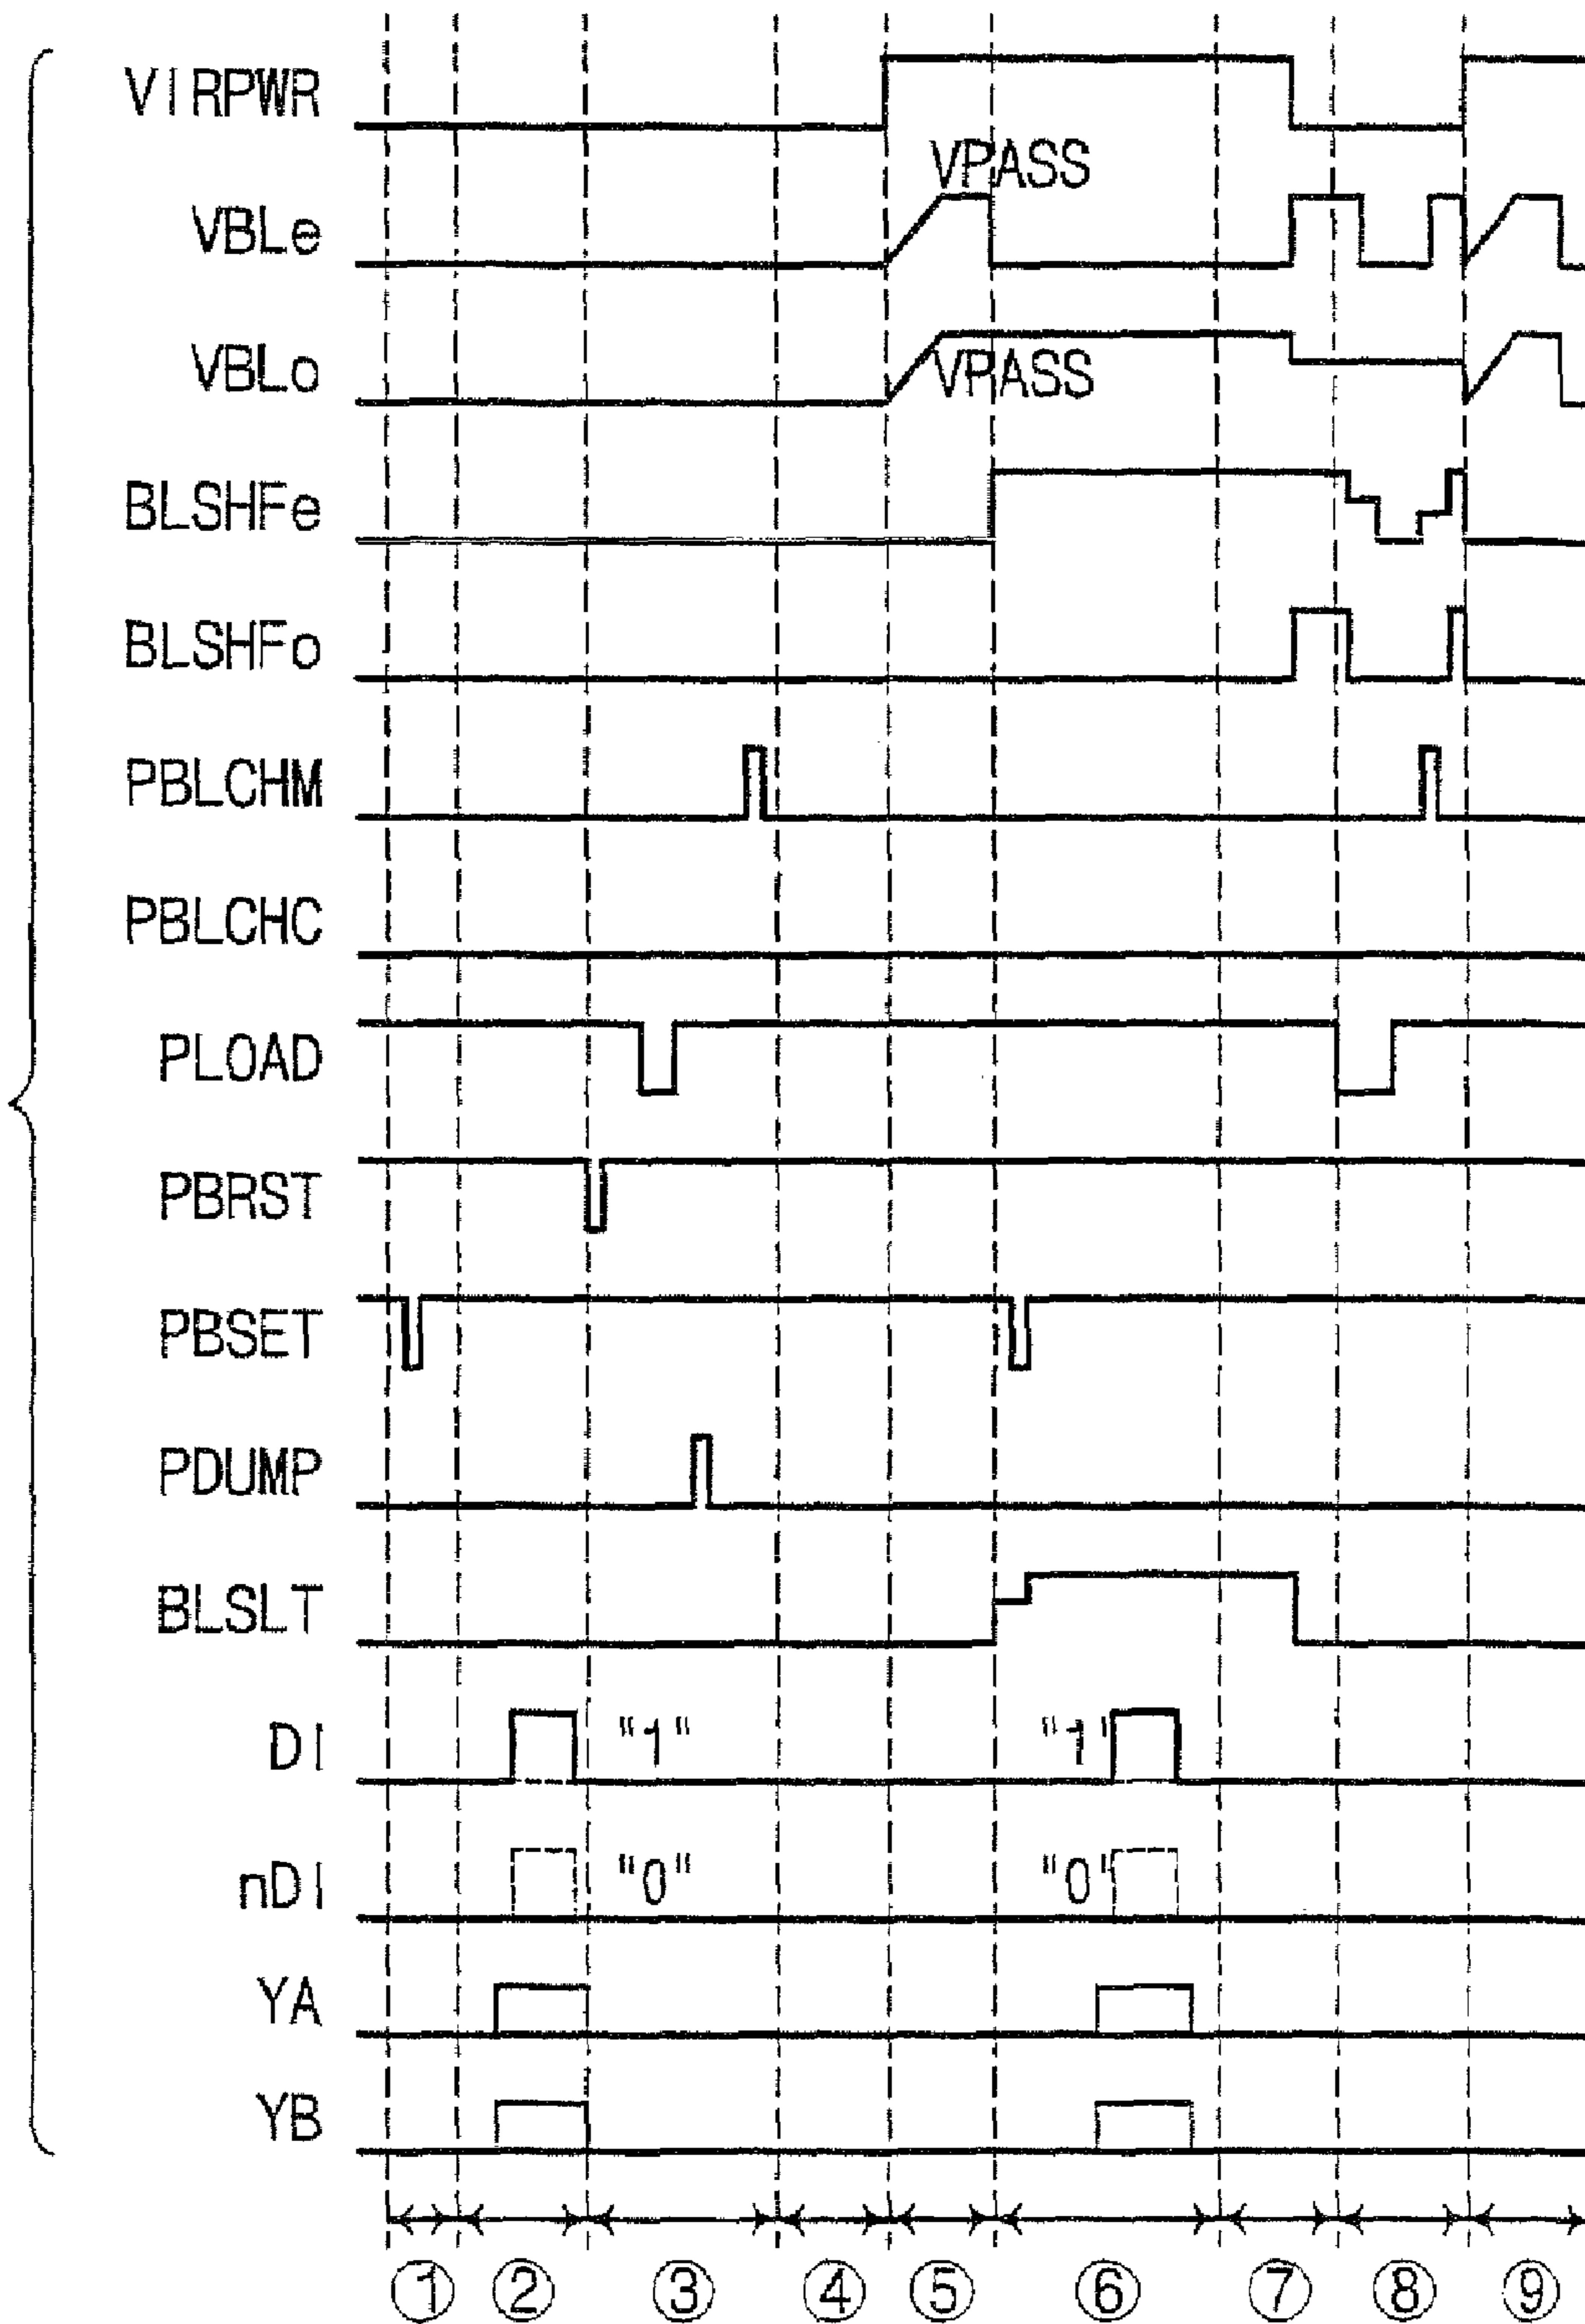 VIRPWR
VPASS
VBLe
VBLo
VPASS
BLSHFe
BLSHFo
PBLCHM
PBLCHC
PLOAD
PBRST
PBSET
PDUMP
BLSLT
DI "1" "1"
nDI "0" "0"
YA
YB
① ② ③ ④ ⑤ ⑥ ⑦ ⑧ ⑨